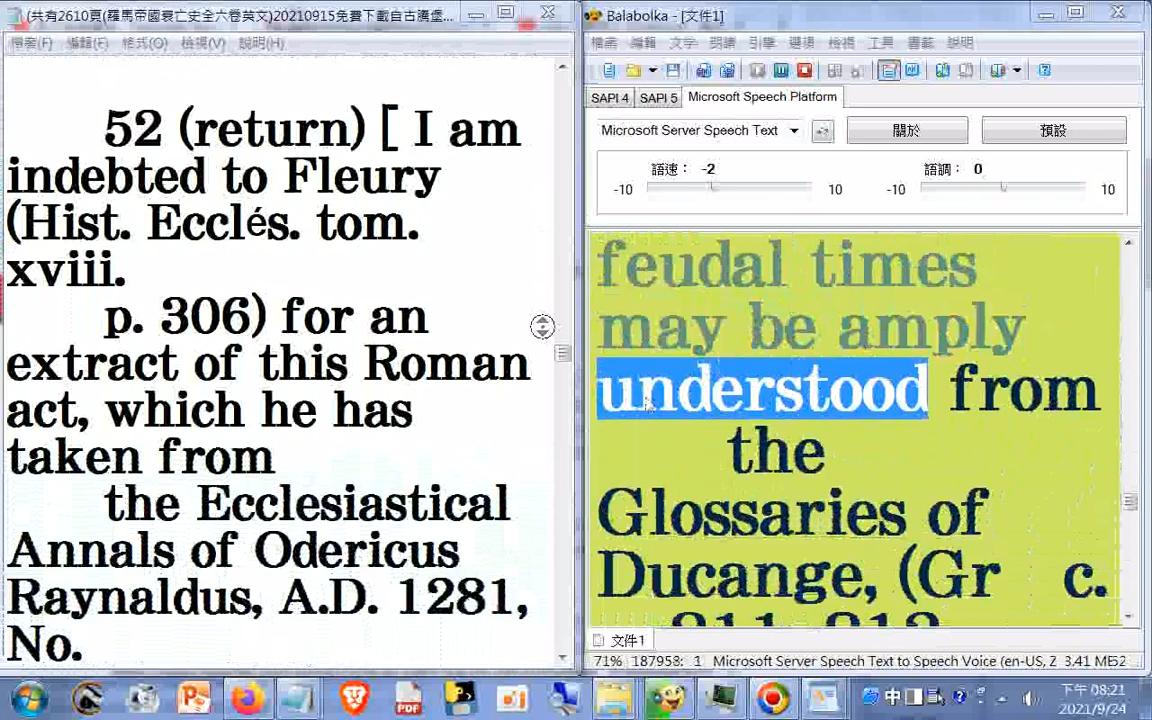 (共有2610頁(羅馬帝國衰亡史全六卷英文)20210915免費下載自古騰堡...
檔案(F) 編輯(E) 格式(O) 檢視(V) 說明(H)
52 (return) [ I am
indebted to Fleury
(Hist. Ecclés. tom.
xviii.
p. 306) for an
extract of this Roman
act, which he has
taken from
the Ecclesiastical
Annals of Odericus
Raynaldus, A.D. 1281,
No.
Balabolka - [文件1]
檔案 編輯 文字 朗讀 引擎 選項 檢視 工具 書籤 說明
SAPI 4 SAPI 5 Microsoft Speech Platform
Microsoft Server Speech Text 關於 預設
語速: -2 語調: 0
-10 10 -10 10
feudal times
may be amply
understood from
the
Glossaries of
Ducange, (Gr c.
文件1
71% 187958: 1 Microsoft Server Speech Text to Speech Voice (en-US, Z 3.41 МБ52
中 下午 08:21
2021/9/24